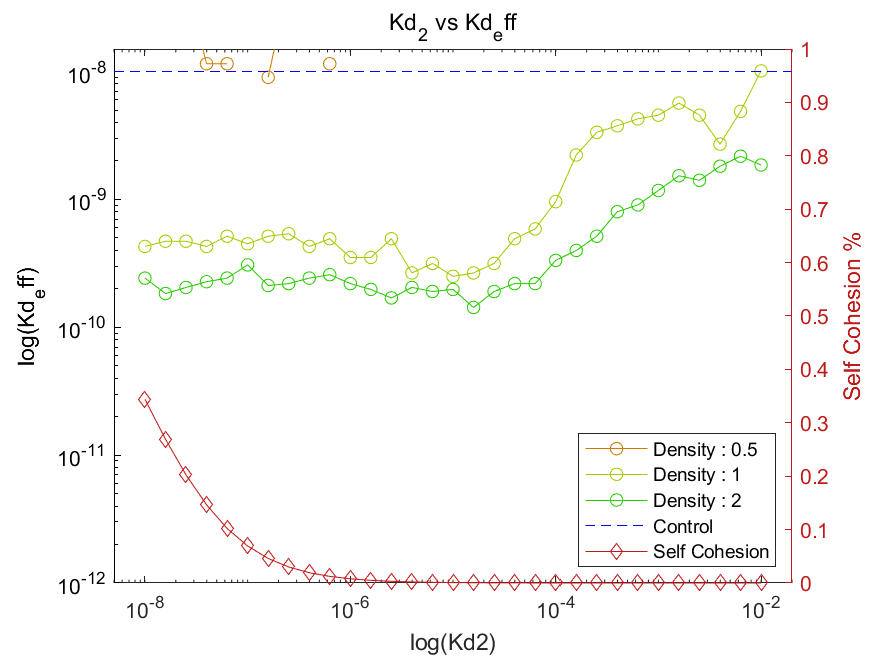 Kd2 vs Kdeff
10-8
10-9
10-10
10-11
10-12
log(Kdeff)
1
0.9
0.8
0.7
0.6
0.5
0.4
0.3
0.2
0.1
0
Self Cohesion %
Density : 0.5
Density : 1
Density : 2
Control
Self Cohesion
10-8
10-6
10-4
10-2
log(Kd2)